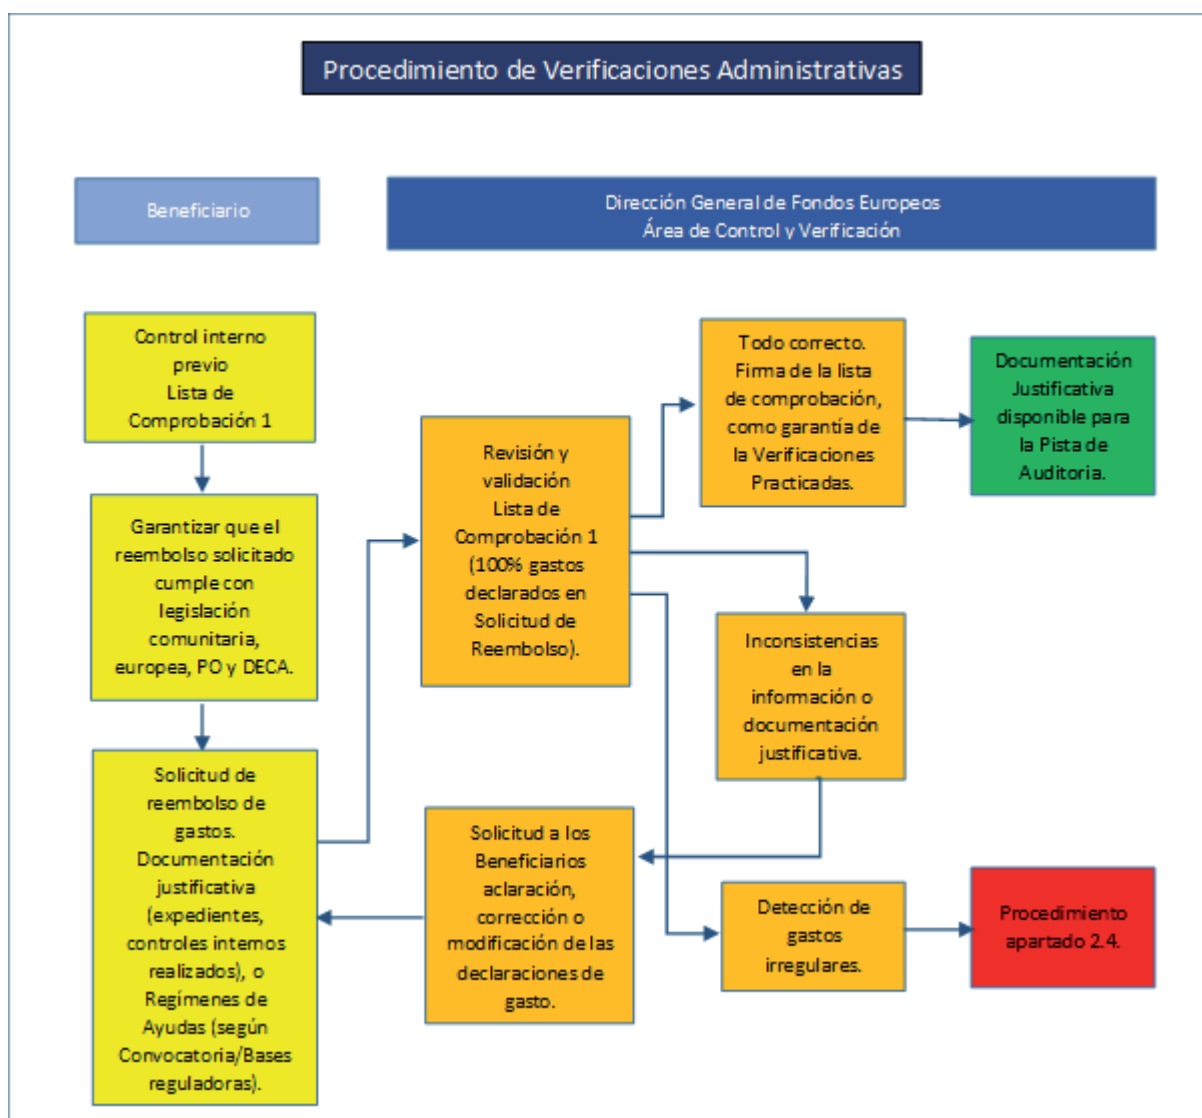 Procedimiento de Verificaciones Administrativas
Beneficiario
Dirección General de Fondos Europeos
Área de Control y Verificación
Control interno
previo
Lista de
Comprobación 1
Garantizar que el
reembolso solicitado
cumple con
legislación
comunitaria,
europea, PO y DECA.
Solicitud de
reembolso de
gastos.
Documentación
justificativa
(expedientes,
controles internos
realizados), o
Regímenes de
Ayudas (según
Convocatoria/Bases
reguladoras).
Revisión y
validación
Lista de
Comprobación 1
(100% gastos
declarados en
Solicitud de
Reembolso).
Todo correcto.
Firma de la lista
de comprobación,
como garantía de
la Verificaciones
Practicadas.
Documentación
Justificativa
disponible para
la Pista de
Auditoria.
Inconsistencias
en la
información o
documentación
justificativa.
Solicitud a los
Beneficiarios
aclaración,
corrección o
modificación de las
declaraciones de
gasto.
Detección de
gastos
irregulares.
Procedimiento
apartado 2.4.